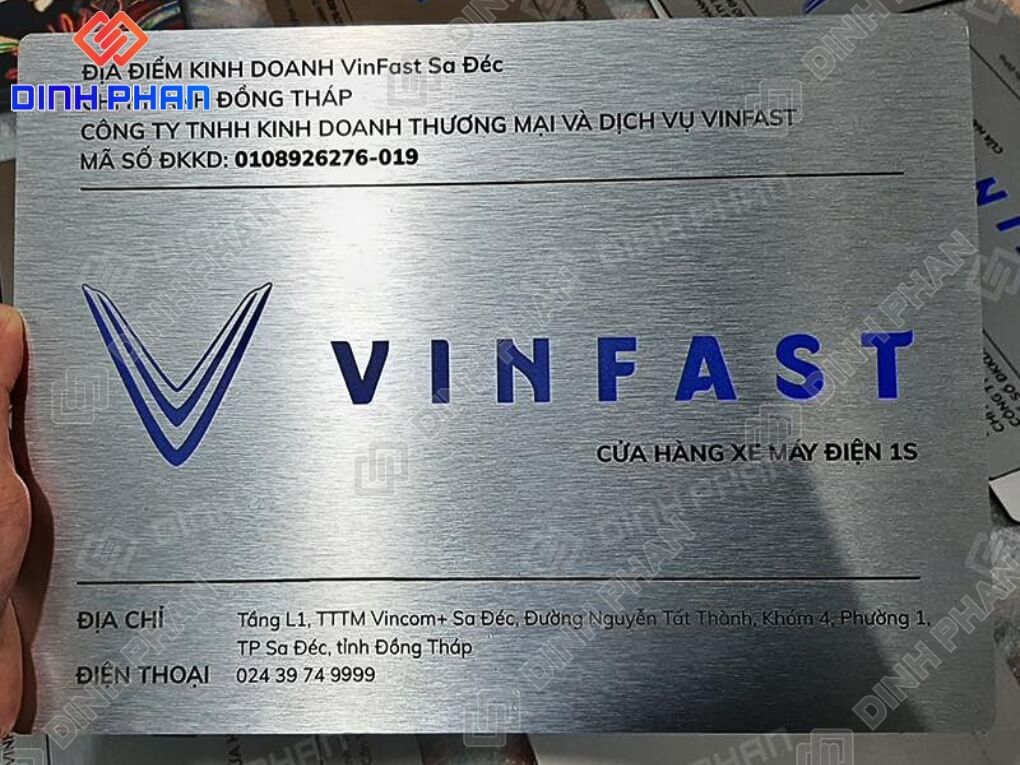 ĐỊA ĐIỂM KINH DOANH VinFast Sa Đéc
DINH PHAN
ĐỒNG THÁP
CÔNG TY TNHH KINH DOANH THƯƠNG MẠI VÀ DỊCH VỤ VINFAST
MÃ SỐ ĐKKD: 0108926276-019
VINFAST
CỬA HÀNG XE MÁY ĐIỆN 1S
ĐỊA CHỈ Tầng L1, TTTM Vincom+ Sa Đéc, Đường Nguyễn Tất Thành, Khóm 4, Phường 1,
TP Sa Đéc, tỉnh Đồng Tháp
ĐIỆN THOẠI 024 39 74 9999